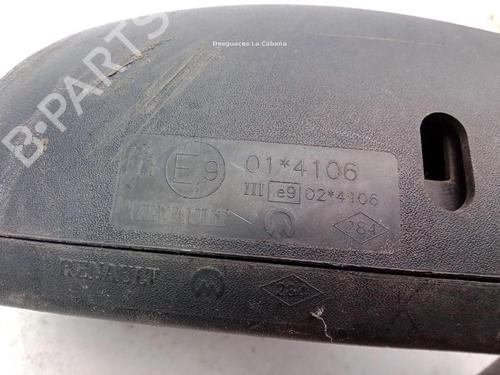 Desguaces La Cabaña
B-PARTS
E9 01*4106
III e9 02*4106
RENAULT 284
RENAULT 284